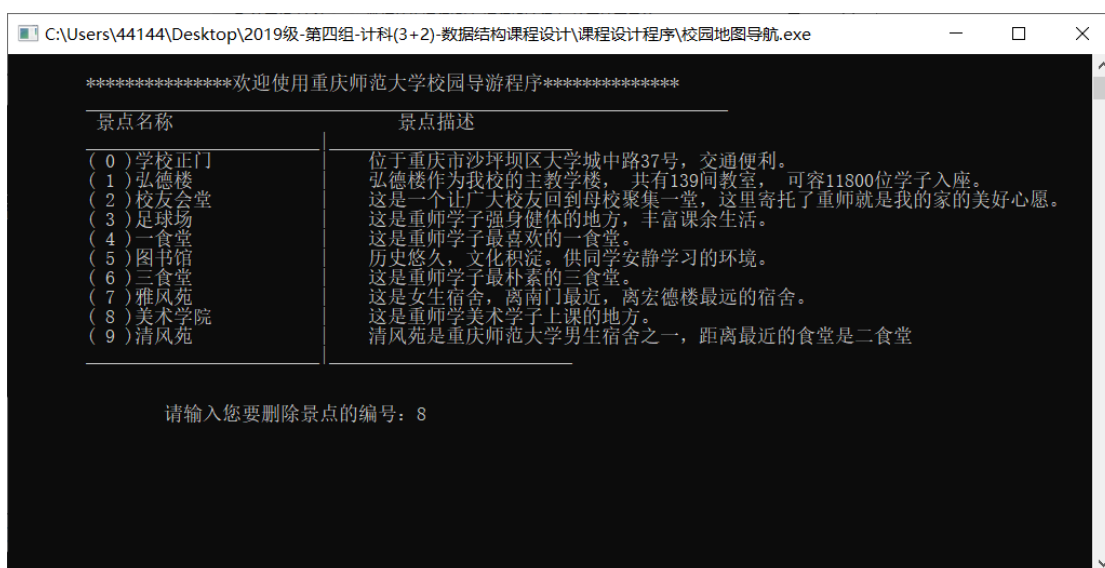 C:\Users\44144\Desktop\2019级-第四组-计科(3+2)-数据结构课程设计\课程设计程序\校园地图导航.exe
***************欢迎使用重庆师范大学校园导游程序**************
景点名称 景点描述
( 0 )学校正门 | 位于重庆市沙坪坝区大学城中路37号，交通便利。
( 1 )弘德楼 | 弘德楼作为我校的主教学楼， 共有139间教室， 可容11800位学子入座。
( 2 )校友会堂 | 这是一个让广大校友回到母校聚集一堂，这里寄托了重师就是我的家的美好心愿。
( 3 )足球场 | 这是重师学子强身健体的地方，丰富课余生活。
( 4 )一食堂 | 这是重师学子最喜欢的一食堂。
( 5 )图书馆 | 历史悠久，文化积淀。供同学安静学习的环境。
( 6 )三食堂 | 这是重师学子最朴素的三食堂。
( 7 )雅风苑 | 这是女生宿舍，离南门最近，离宏德楼最远的宿舍。
( 8 )美术学院 | 这是重师学美术学子上课的地方。
( 9 )清风苑 | 清风苑是重庆师范大学男生宿舍之一，距离最近的食堂是二食堂
请输入您要删除景点的编号：8